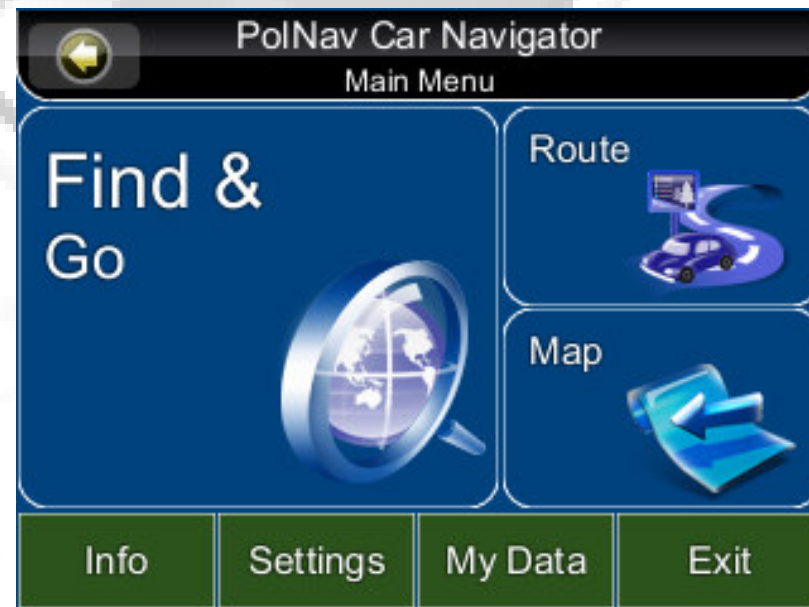 PolNav Car Navigator
Main Menu
Find &
Go
Route
Map
Info
Settings
My Data
Exit